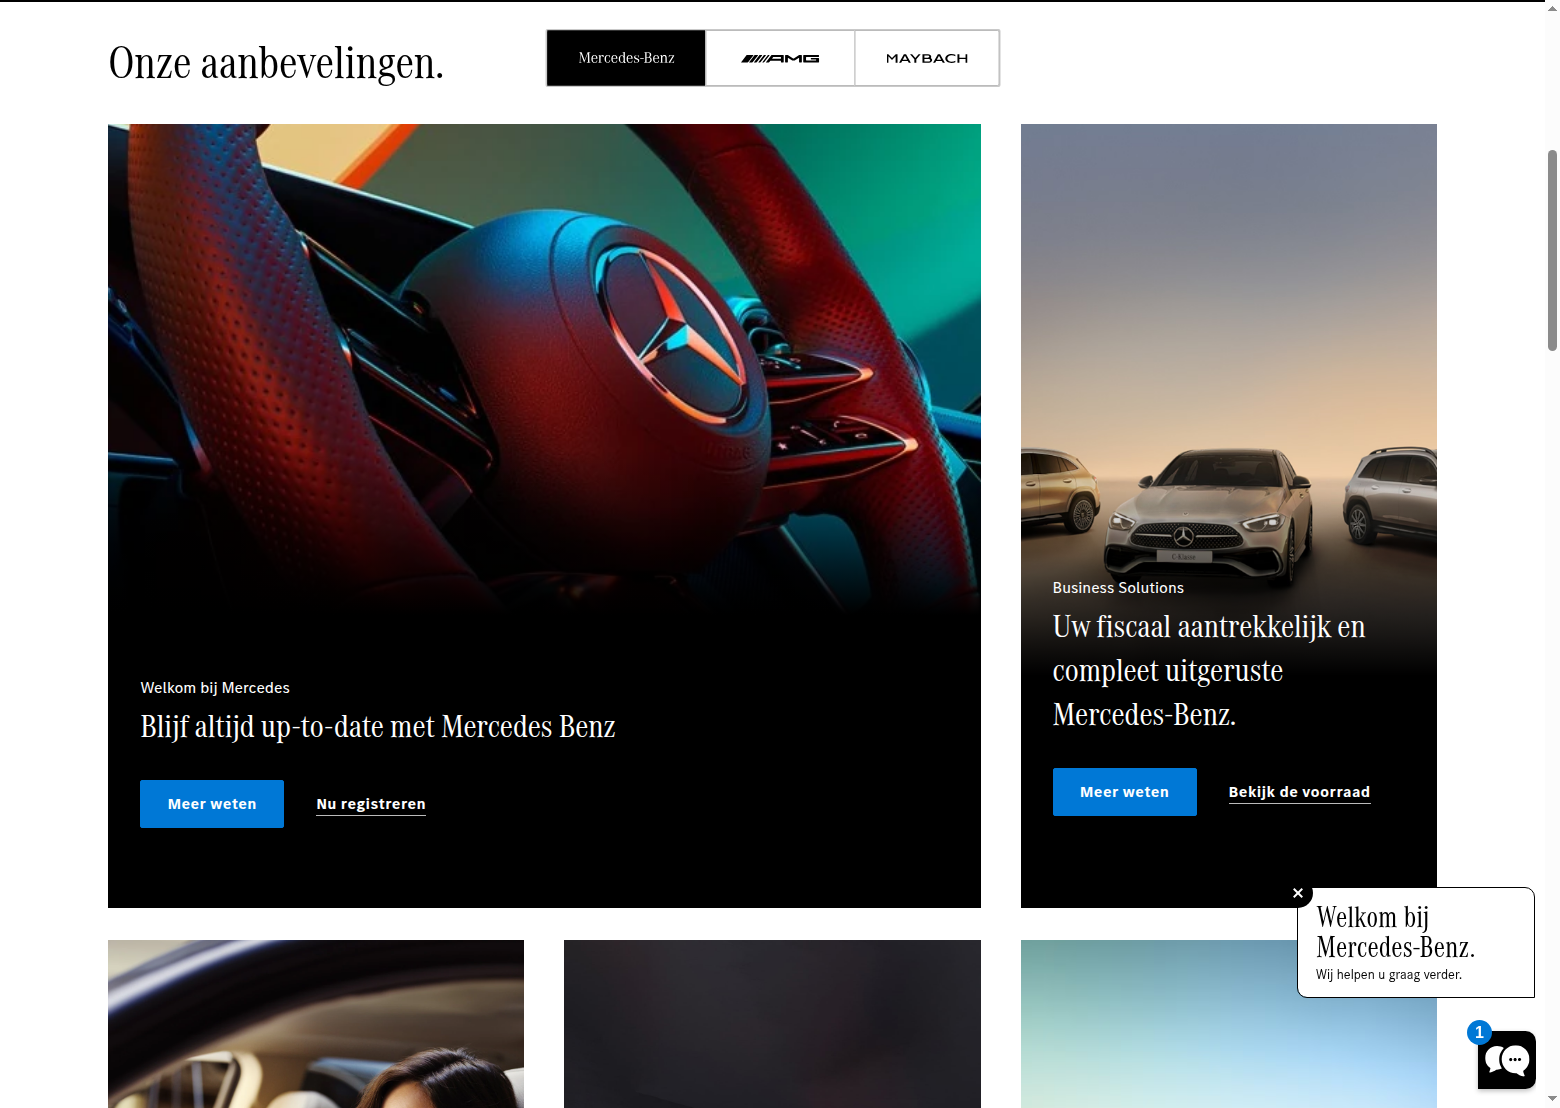 Onze aanbevelingen.
Mercedes-Benz
AMG
MAYBACH
C-Klasse
Business Solutions
Uw fiscaal aantrekkelijk en
compleet uitgeruste
Mercedes-Benz.
Meer weten
Bekijk de voorraad
Welkom bij Mercedes
Blijf altijd up-to-date met Mercedes Benz
Meer weten
Nu registreren
Welkom bij
Mercedes-Benz.
Wij helpen u graag verder.
1